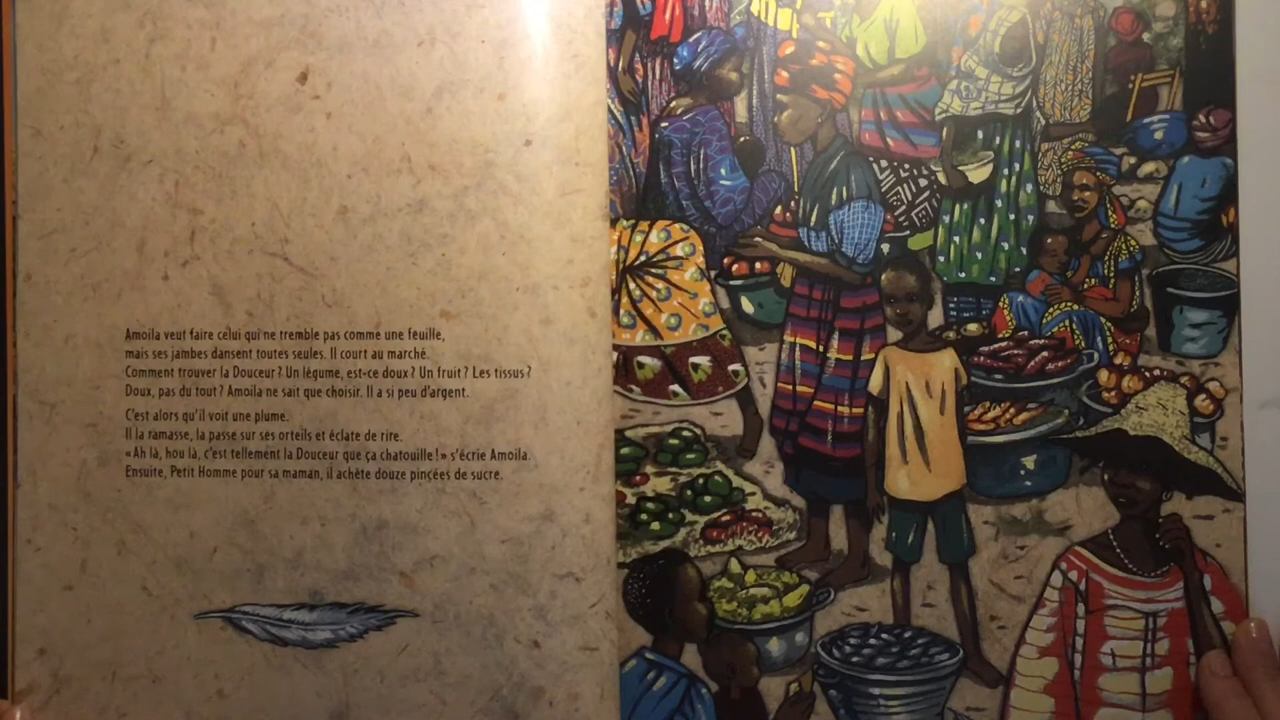 Amoila veut faire celui qui ne tremble pas comme une feuille,
mais ses jambes dansent toutes seules. Il court au marché.
Comment trouver la Douceur ? Un légume, est-ce doux ? Un fruit ? Les tissus ?
Doux, pas du tout ? Amoila ne sait que choisir. Il a si peu d'argent.
C'est alors qu'il voit une plume.
Il la ramasse, la passe sur ses orteils et éclate de rire.
« Ah là, hou là, c'est tellement la Douceur que ça chatouille ! » s'écrie Amoila.
Ensuite, Petit Homme pour sa maman, il achète douze pincées de sucre.